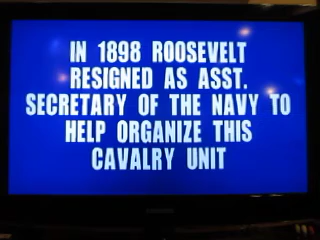 IN 1898 ROOSEVELT
RESIGNED AS ASST.
SECRETARY OF THE NAVY TO
HELP ORGANIZE THIS
CAVALRY UNIT